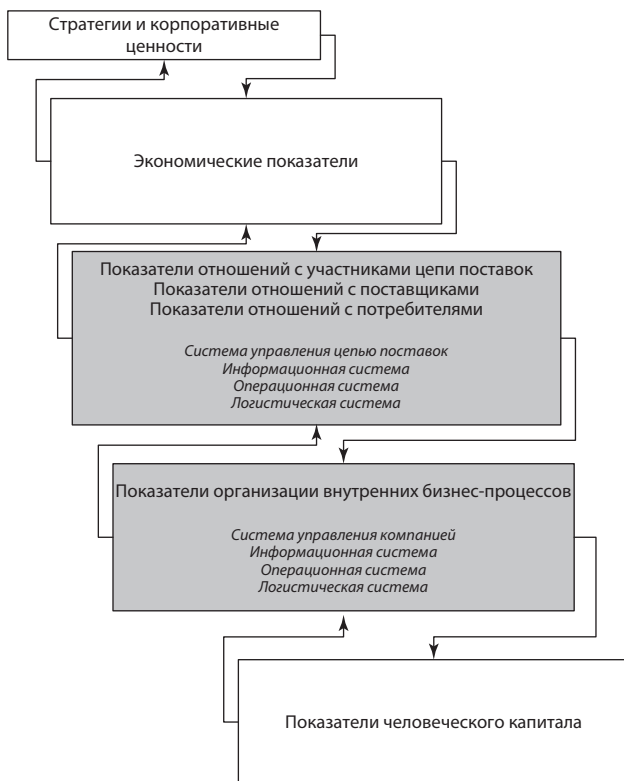 Стратегии и корпоративные
ценности
Экономические показатели
Показатели отношений с участниками цепи поставок
Показатели отношений с поставщиками
Показатели отношений с потребителями
Система управления цепью поставок
Информационная система
Операционная система
Логистическая система
Показатели организации внутренних бизнес-процессов
Система управления компанией
Информационная система
Операционная система
Логистическая система
Показатели человеческого капитала